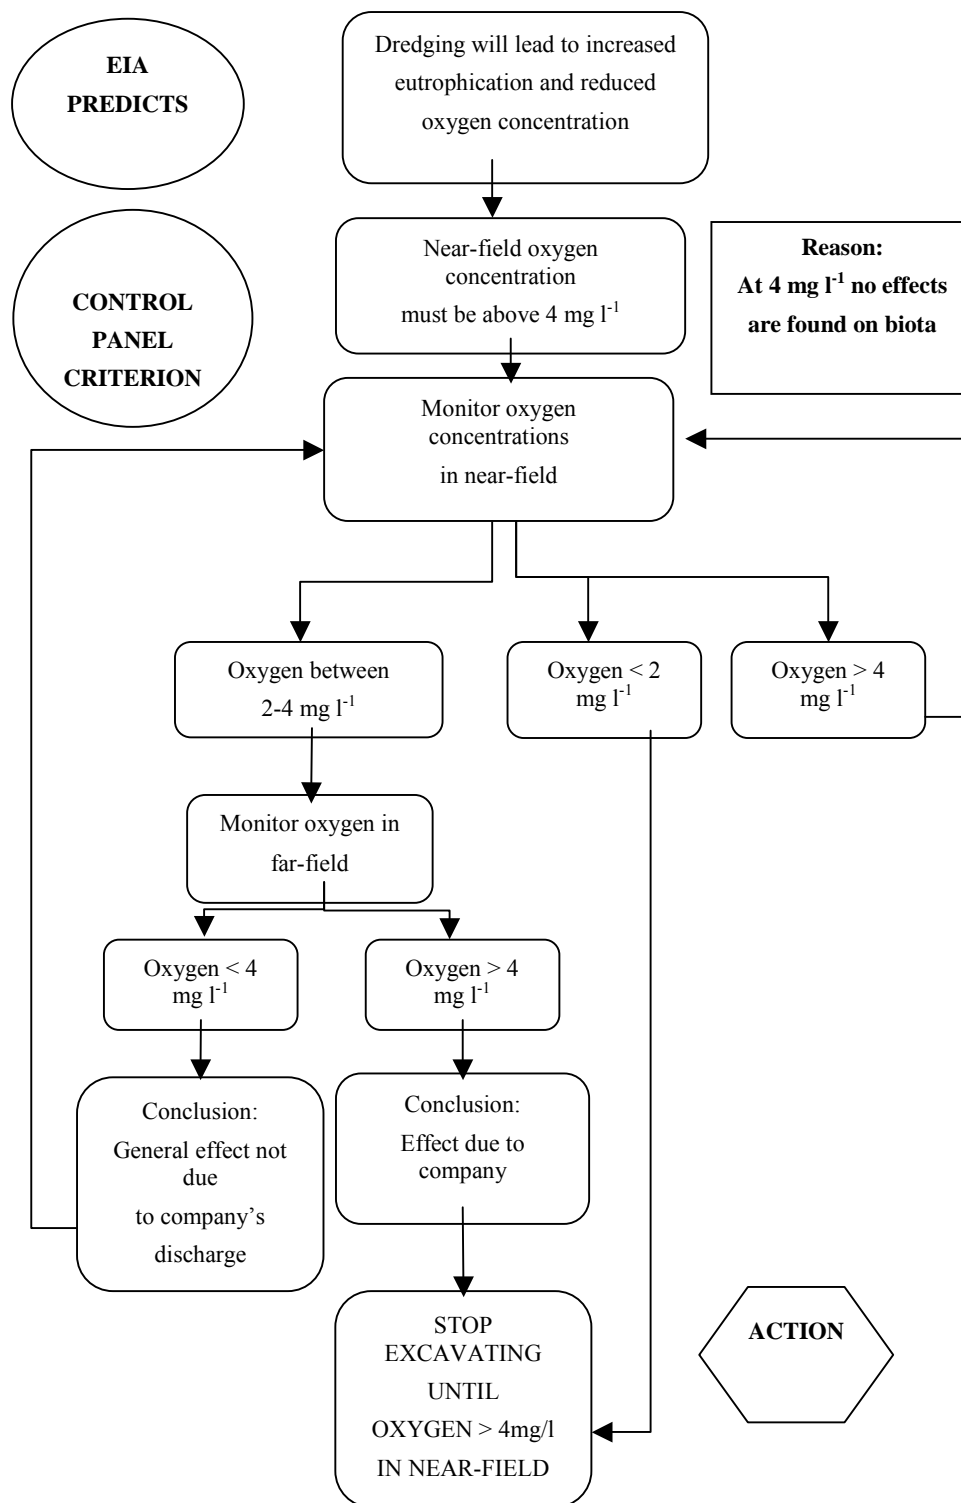 EIA
PREDICTS
Dredging will lead to increased
eutrophication and reduced
oxygen concentration
CONTROL
PANEL
CRITERION
Near-field oxygen
concentration
must be above 4 mg l⁻¹
Reason:
At 4 mg l⁻¹ no effects
are found on biota
Monitor oxygen
concentrations
in near-field
Oxygen between
2-4 mg l⁻¹
Oxygen < 2
mg l⁻¹
Oxygen > 4
mg l⁻¹
Monitor oxygen in
far-field
Oxygen < 4
mg l⁻¹
Oxygen > 4
mg l⁻¹
Conclusion:
General effect not
due
to company’s
discharge
Conclusion:
Effect due to
company
STOP
EXCAVATING
UNTIL
OXYGEN > 4mg/l
IN NEAR-FIELD
ACTION